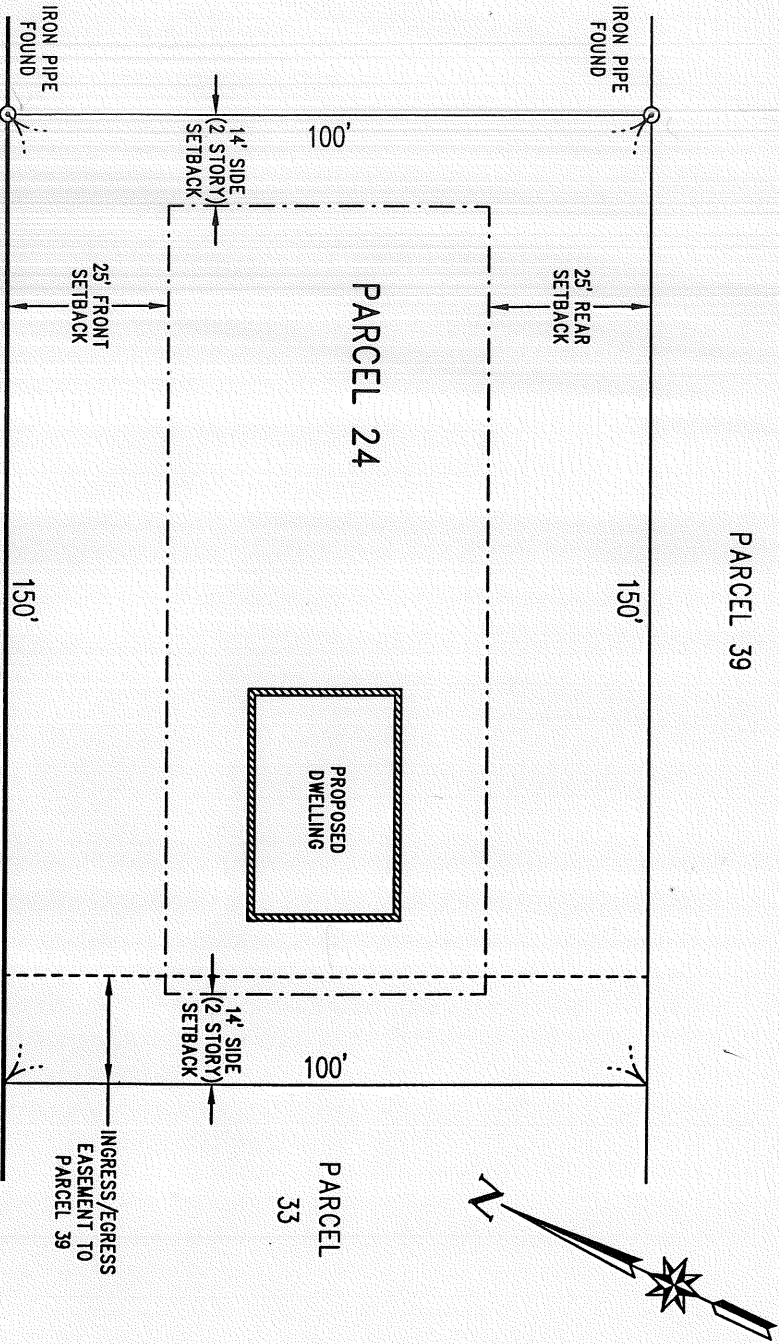 IRON PIPE
FOUND
IRON PIPE
FOUND
14' SIDE
(2 STORY)
SETBACK
100'
25' FRONT
SETBACK
25' REAR
SETBACK
PARCEL 24
PARCEL 39
150'
150'
PROPOSED
DWELLING
14' SIDE
(2 STORY)
SETBACK
100'
INGRESS/EGRESS
EASEMENT TO
PARCEL 39
PARCEL
33
N